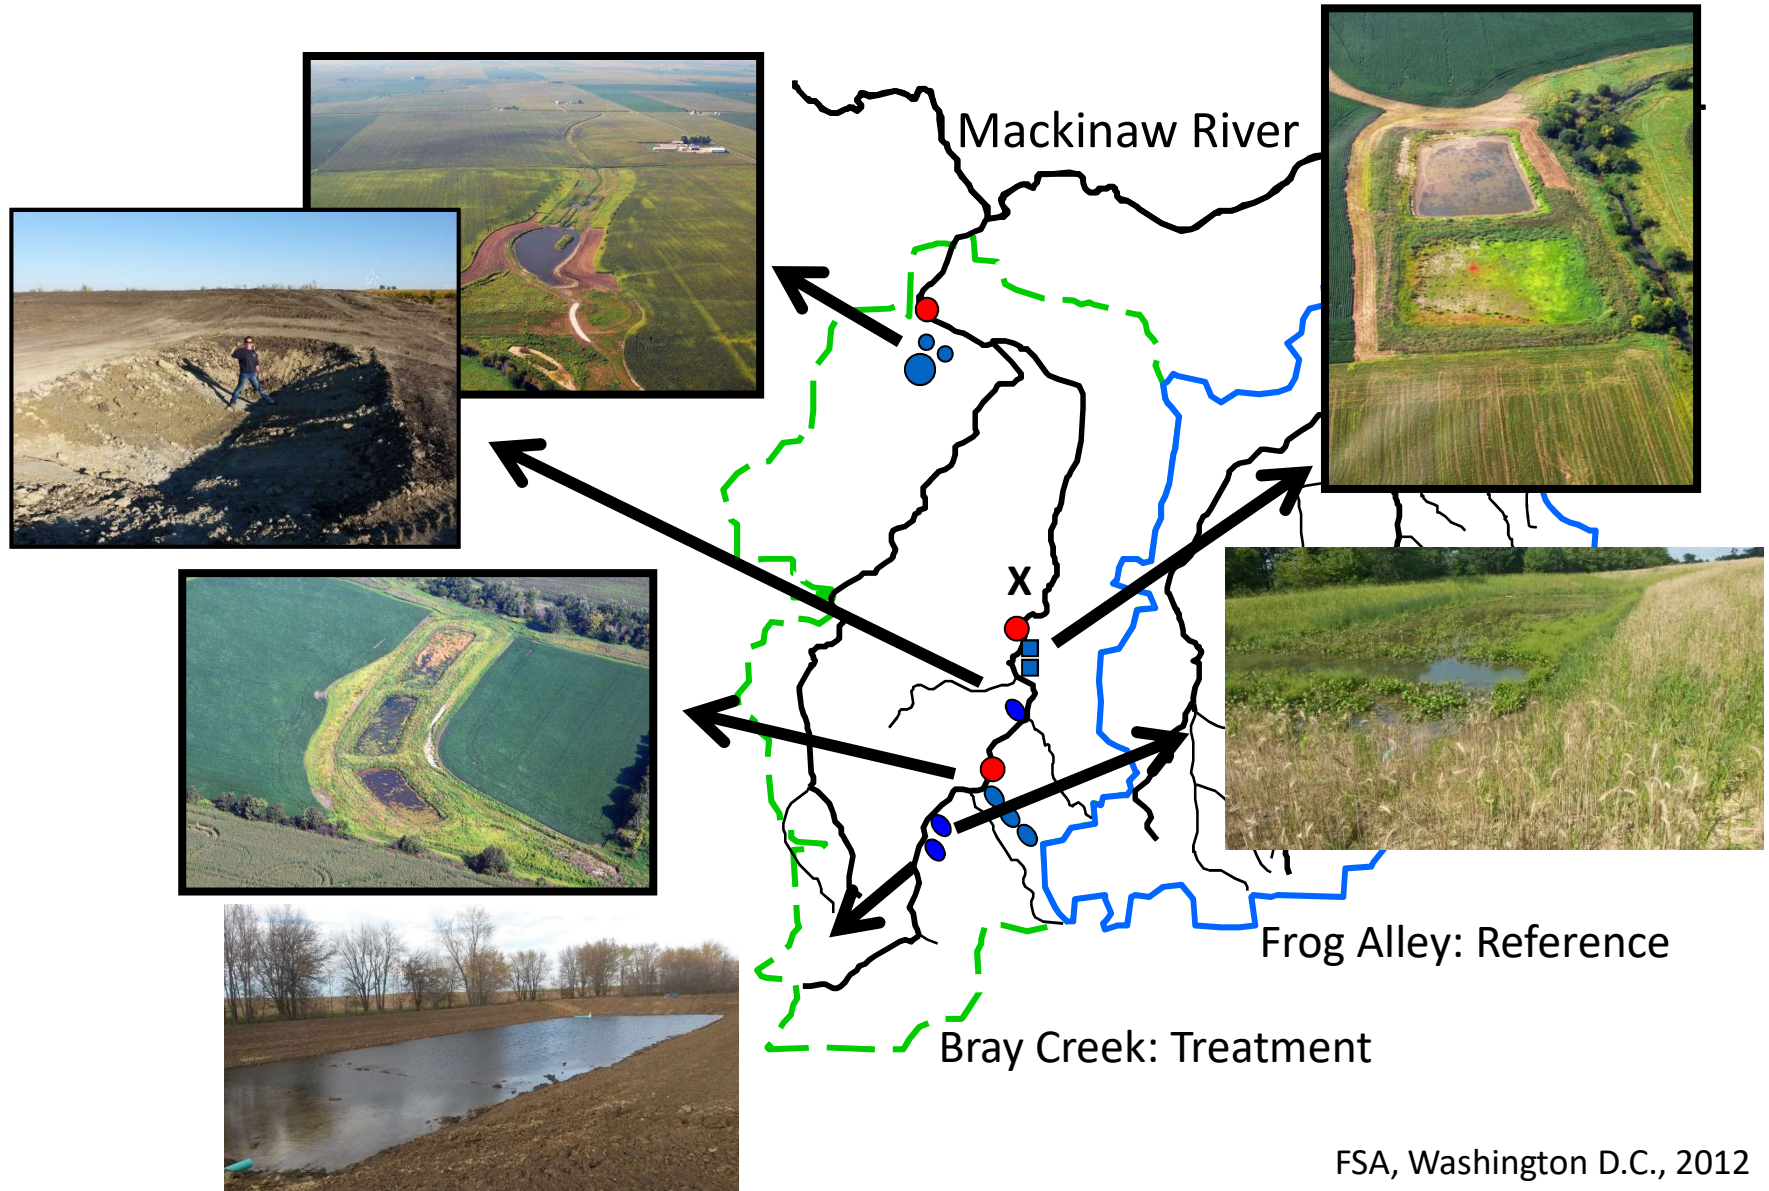 Mackinaw River
X
Frog Alley: Reference
Bray Creek: Treatment
FSA, Washington D.C., 2012